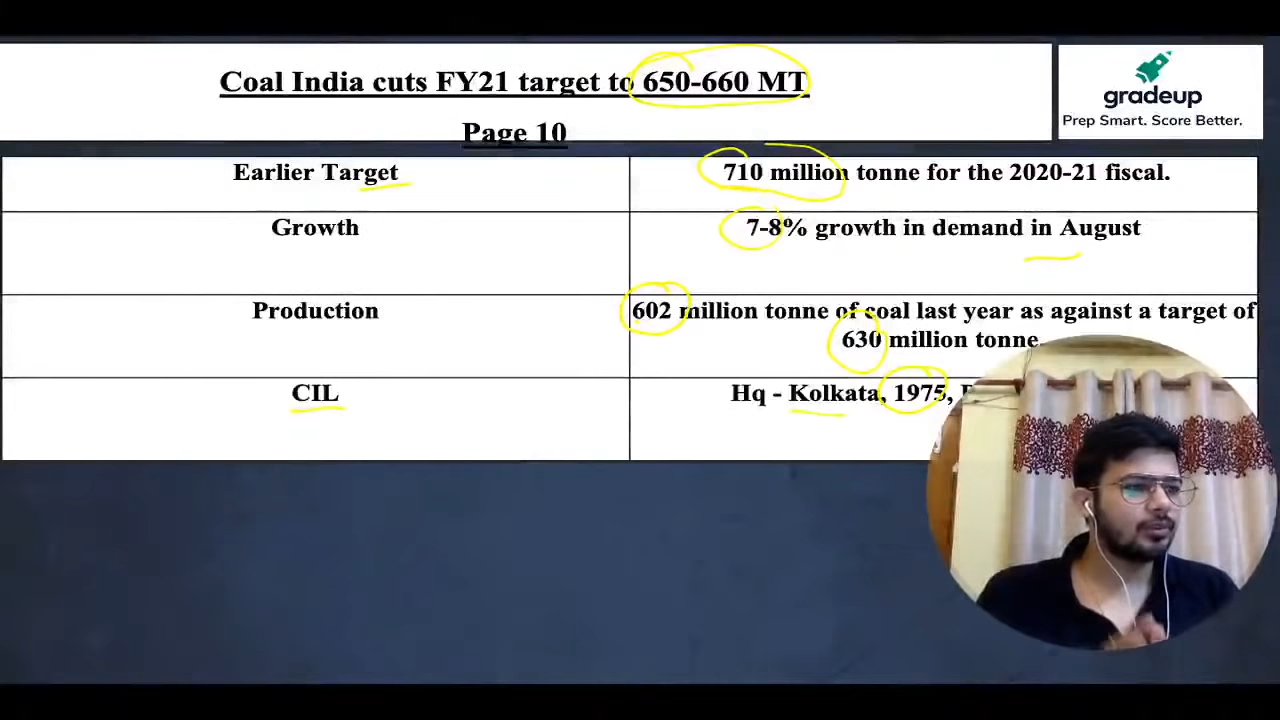 Coal India cuts FY21 target to 650-660 MT
Page 10
gradeup
Prep Smart. Score Better.
Earlier Target
710 million tonne for the 2020-21 fiscal.
Growth
7-8% growth in demand in August
Production
602 million tonne of coal last year as against a target of
630 million tonne.
CIL
Hq - Kolkata, 1975,